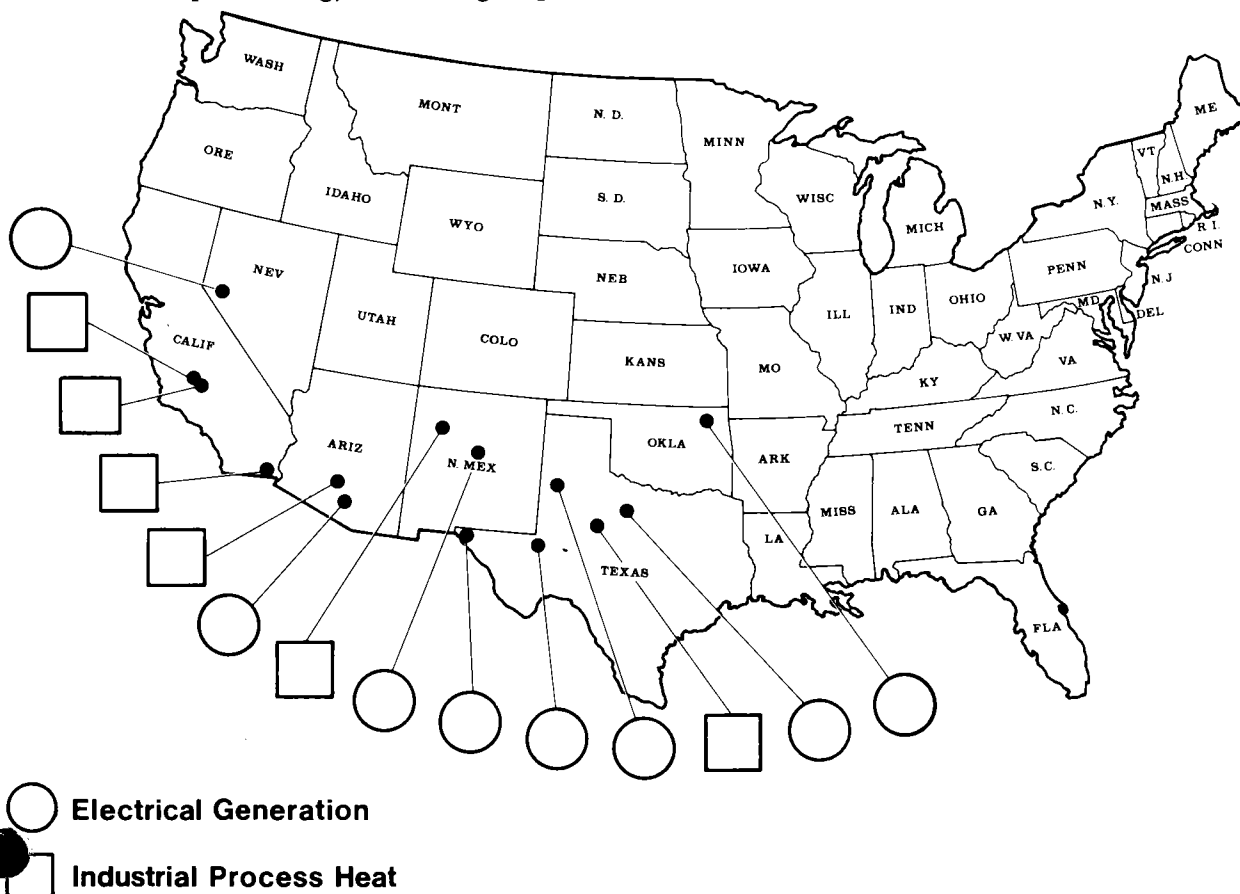 WASH
MONT
N. D.
MINN
ME
ORE
IDAHO
WYO
S. D.
WISC
MICH
VT
N.H
N.Y.
MASS
R I.
CONN
NEV
NEB
IOWA
PENN
N.J
UTAH
COLO
ILL
IND
OHIO
MD
DEL
CALIF
KANS
MO
W. VA
VA
KY
ARIZ
N. MEX
OKLA
ARK
TENN
N.C.
S.C.
TEXAS
LA
MISS
ALA
GA
FLA
Electrical Generation
Industrial Process Heat